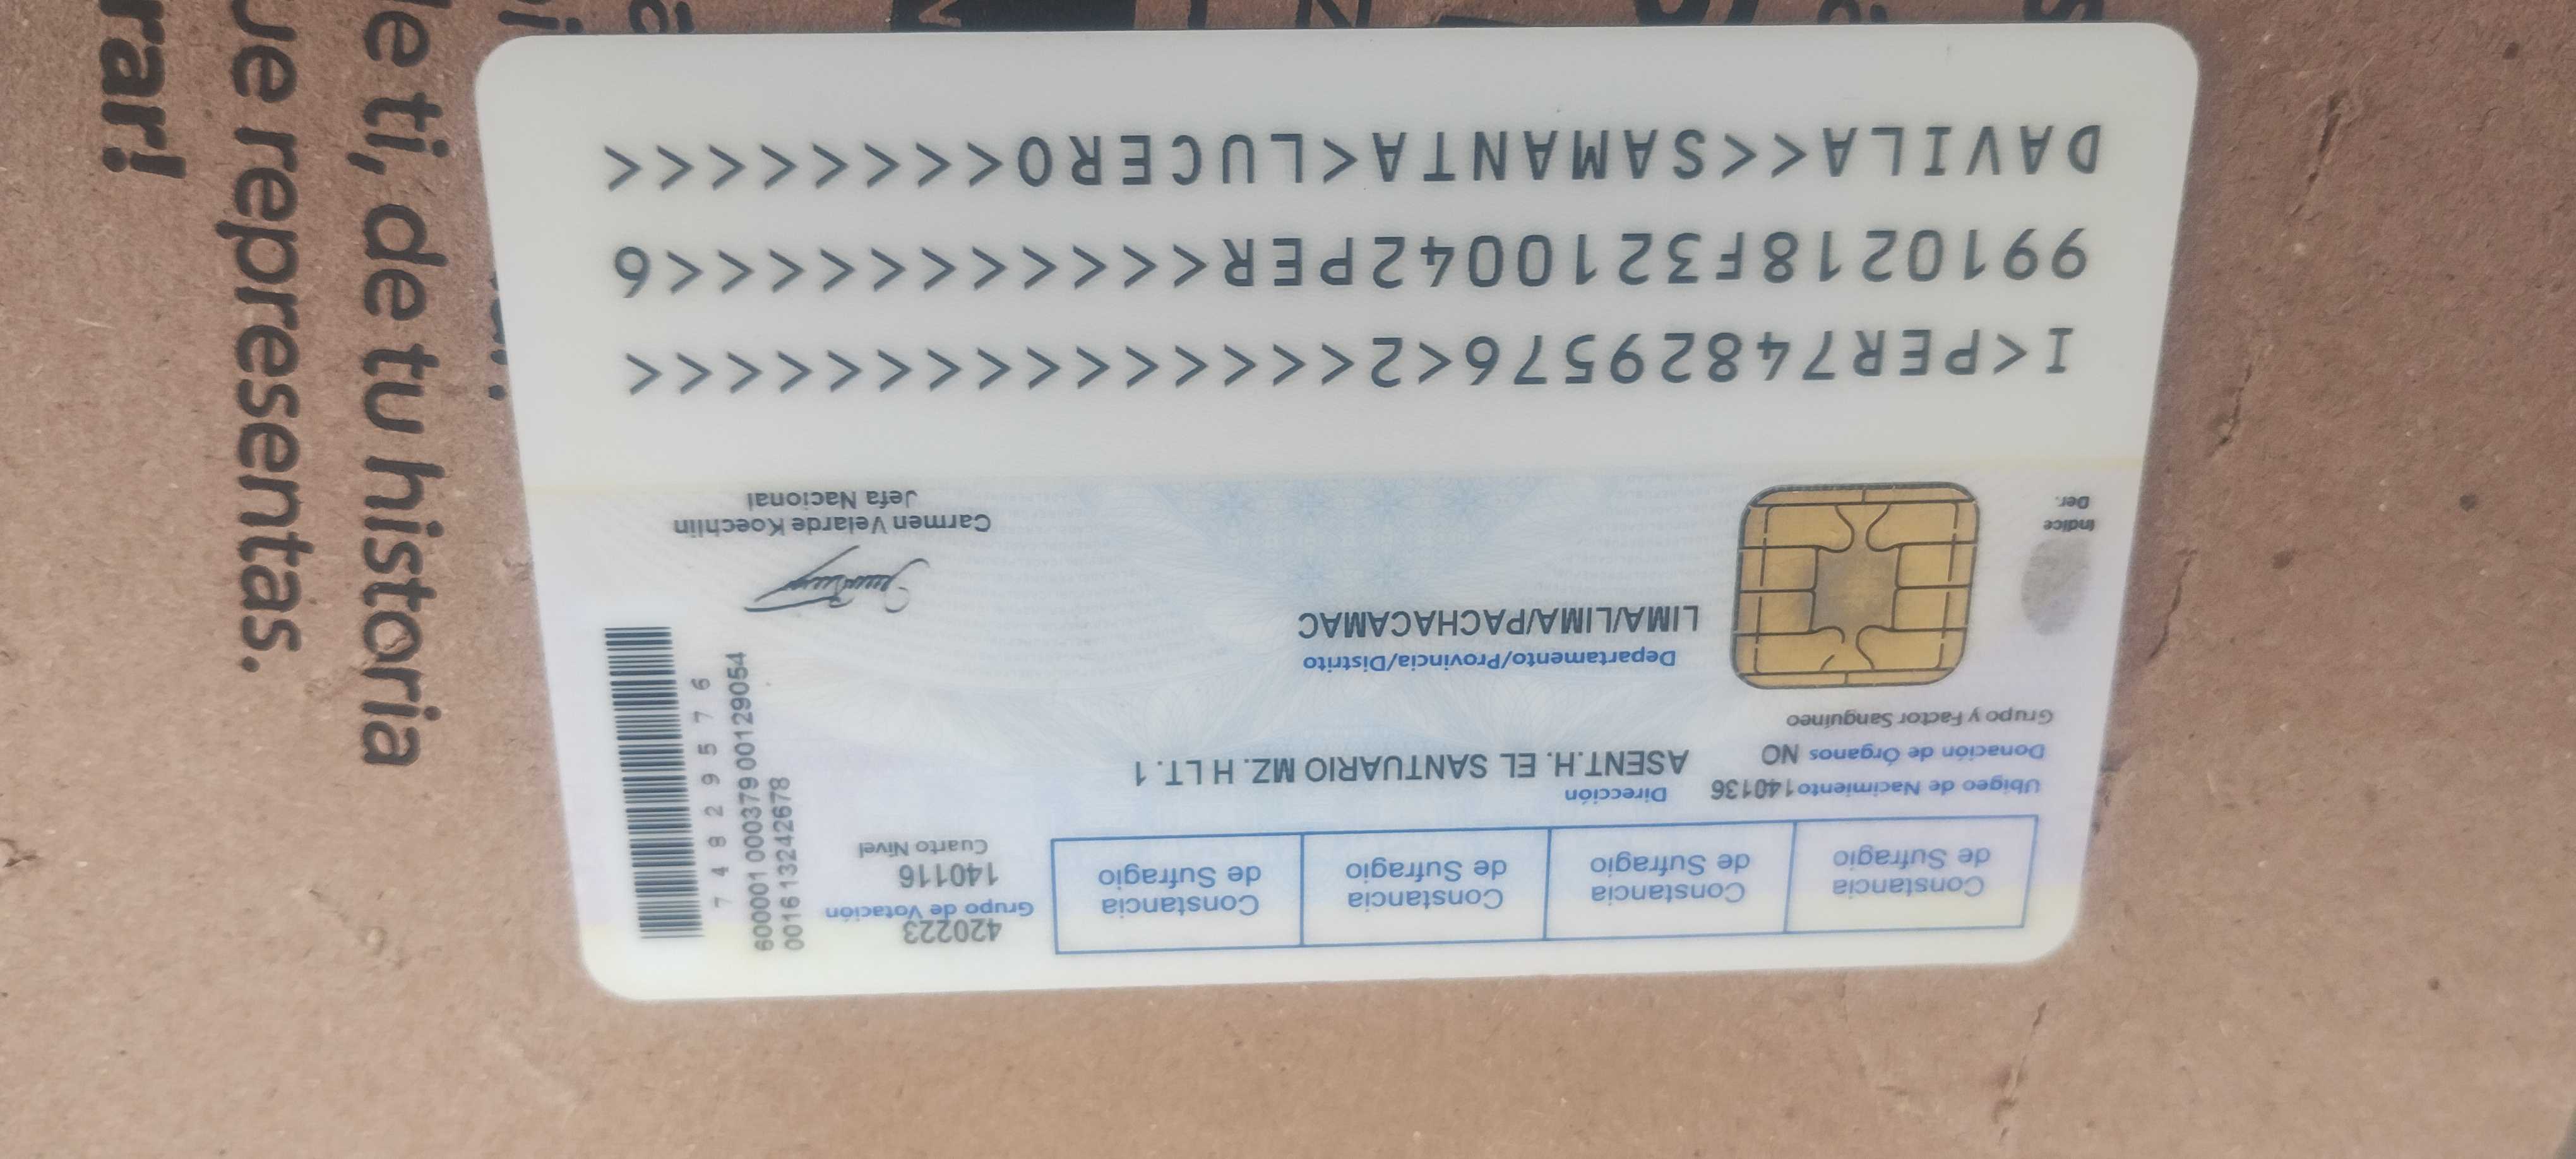 Constancia de Sufragio
Constancia de Sufragio
Constancia de Sufragio
Constancia de Sufragio
420223
Grupo de Votación
140116
Cuarto Nivel
Ubigeo de Nacimiento 140136
Donación de Órganos NO
Grupo y Factor Sanguíneo
Dirección
ASENT.H. EL SANTUARIO MZ. H LT. 1
Departamento/Provincia/Distrito
LIMA/LIMA/PACHACAMAC
0016 13242678
600001 000379 00129054
7 4 8 2 9 5 7 6
Indice
Der.
Carmen Velarde Koechlin
Jefa Nacional
I<PER74829576<2<<<<<<<<<<<<<<<
9910218F3210042PER<<<<<<<<<<<6
DAVILA<<SAMANTA<LUCERO<<<<<<<<
de ti, de tu historia
que representas.
rar!